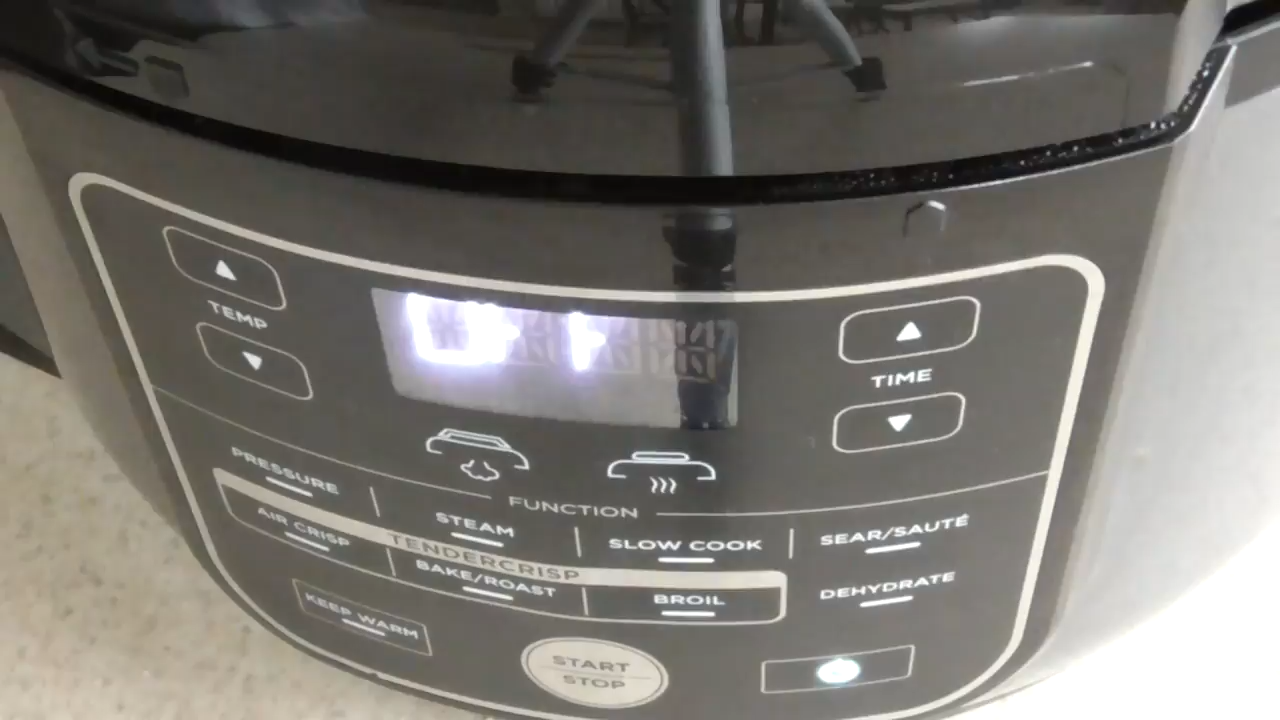 TEMP
TIME
FUNCTION
PRESSURE
STEAM
SLOW COOK
SEAR/SAUTÉ
TENDERCRISP
AIR CRISP
BAKE/ROAST
BROIL
DEHYDRATE
KEEP WARM
START
STOP